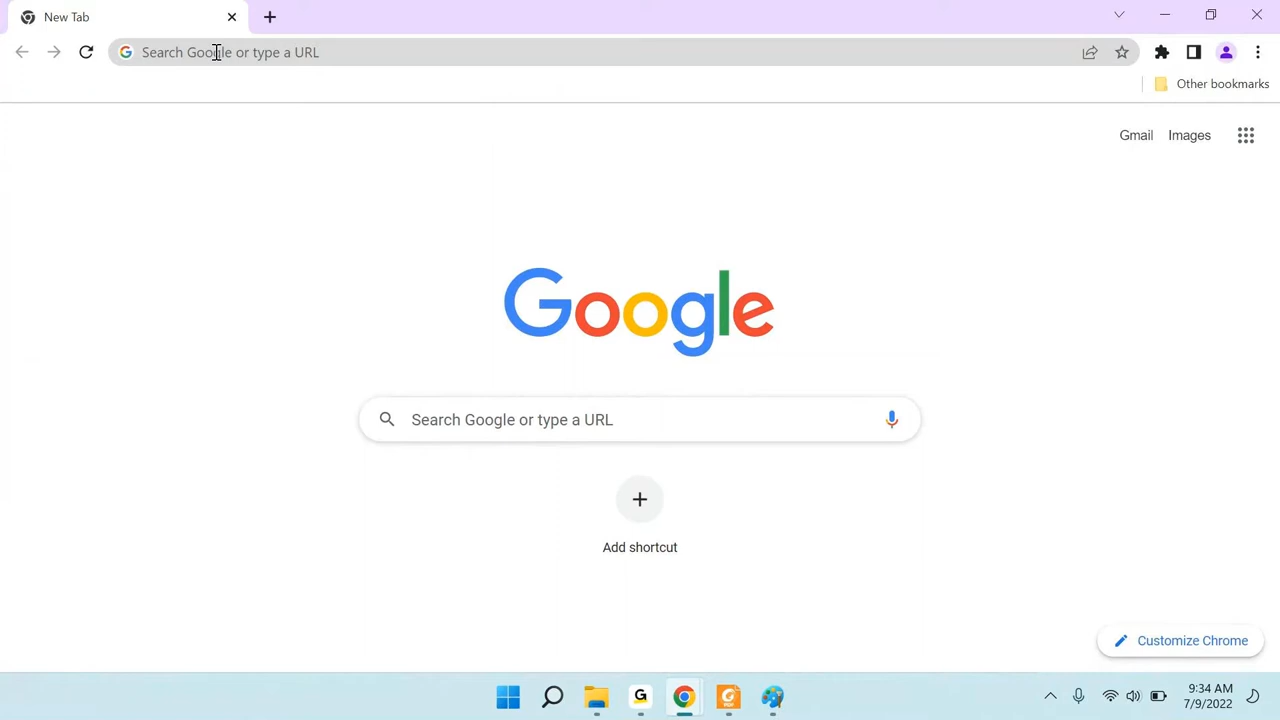 New Tab
Search Google or type a URL
Other bookmarks
Gmail Images
Google
Search Google or type a URL
Add shortcut
Customize Chrome
G
PDF
9:34 AM
7/9/2022